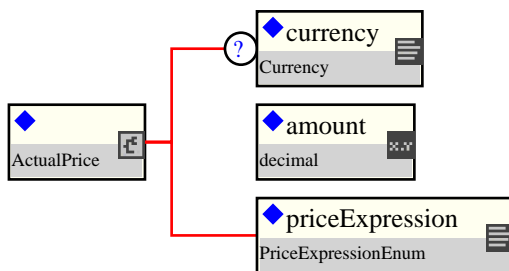 ?
currency
Currency
ActualPrice
amount
decimal
x.y
priceExpression
PriceExpressionEnum